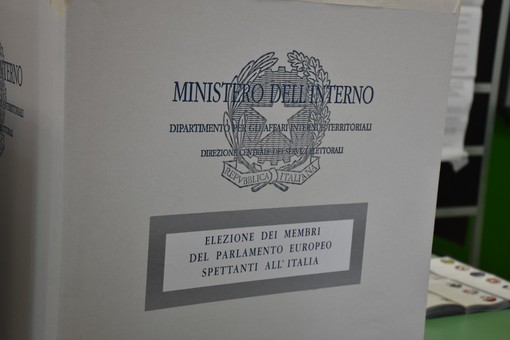 MINISTERO DELL'INTERNO
DIPARTIMENTO PER GLI AFFARI INTERNI E TERRITORIALI
DIREZIONE CENTRALE DEI SERVIZI ELETTORALI
REPVBBLICA ITALIANA
ELEZIONE DEI MEMBRI
DEL PARLAMENTO EUROPEO
SPETTANTI ALL'ITALIA